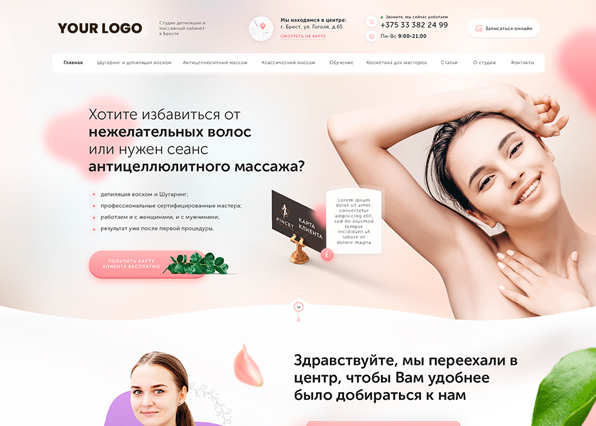 YOUR LOGO
Студия депиляции и
массажный кабинет
в Бресте
Мы находимся в центре:
г. Брест, ул. Гоголя, д.65
СМОТРЕТЬ НА КАРТЕ
Звоните, мы сейчас работаем
+375 33 382 24 99
Пн-Вс 9:00-21:00
Записаться онлайн
Главная Шугаринг и депиляция воском Антицеллюлитный массаж Классический массаж Обучение Косметика для мастеров Статьи О студии Контакты
Хотите избавиться от
нежелательных волос
или нужен сеанс
антицеллюлитного массажа?
депиляция воском и Шугаринг;
профессиональные сертифицированные мастера;
работаем и с женщинами, и с мужчинами;
результат уже после первой процедуры.
ПОЛУЧИТЬ КАРТУ
КЛИЕНТА БЕСПЛАТНО
PINCET
КАРТА
КЛИЕНТА
Lorem ipsum
dolor sit amet,
consectetur
adipiscing elit,
sed do eiusmod
tempor
incididunt ut
labore et
dolore magna
i
Здравствуйте, мы переехали в
центр, чтобы Вам удобнее
было добираться к нам